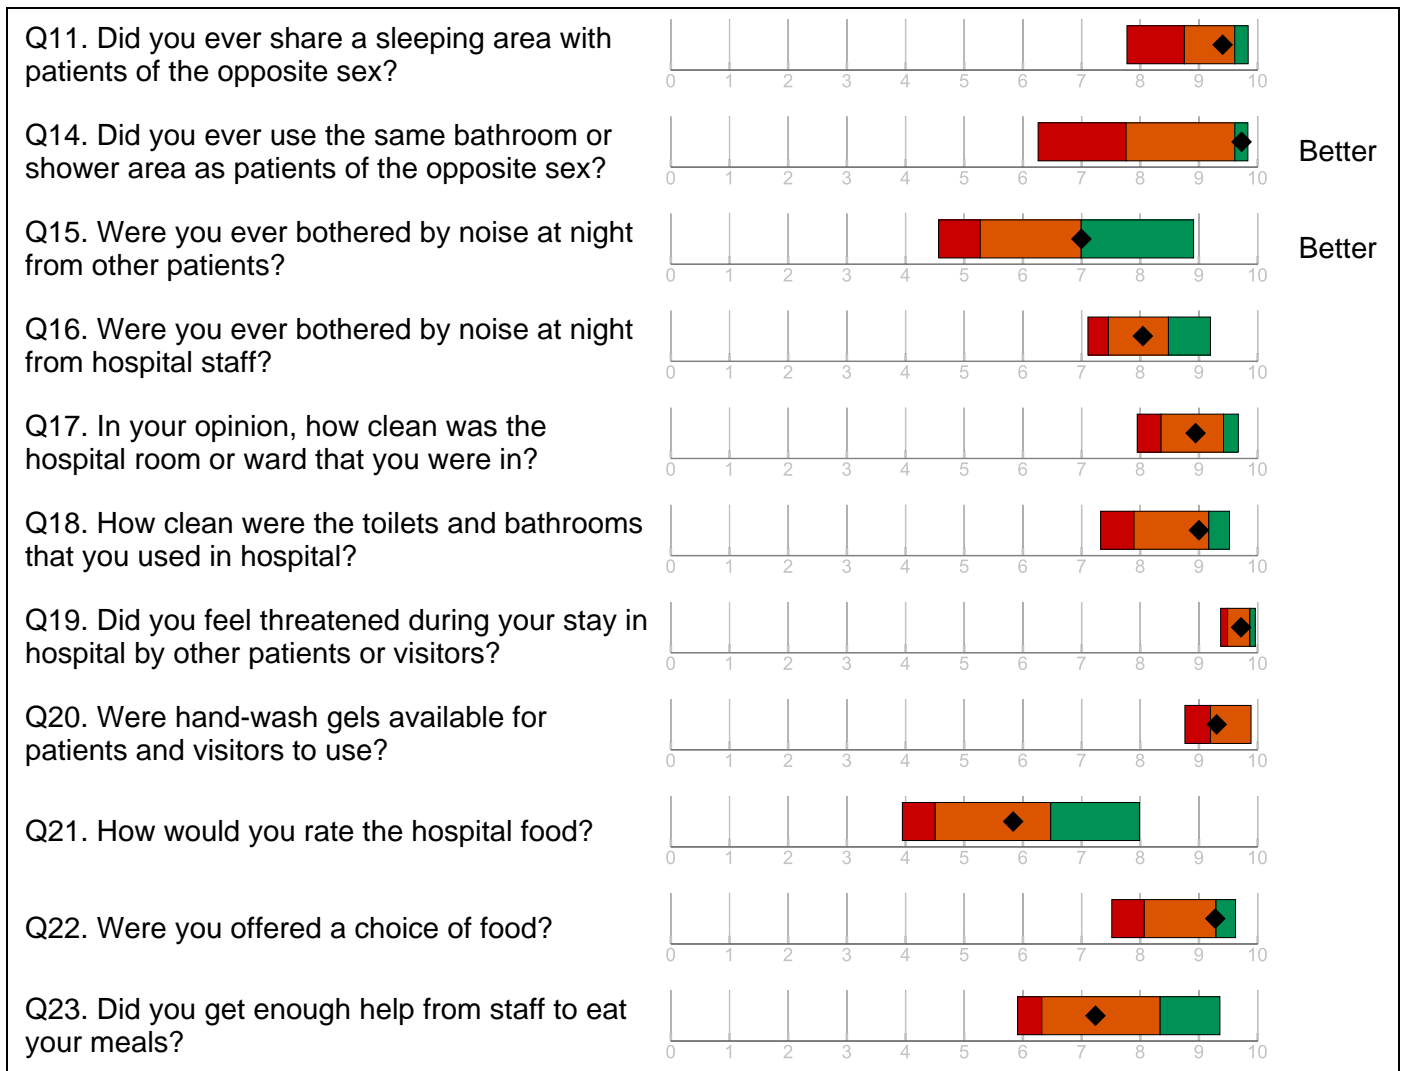 Q11. Did you ever share a sleeping area with
patients of the opposite sex?
0 1 2 3 4 5 6 7 8 9 10
Q14. Did you ever use the same bathroom or
shower area as patients of the opposite sex?
Better
0 1 2 3 4 5 6 7 8 9 10
Q15. Were you ever bothered by noise at night
from other patients?
Better
0 1 2 3 4 5 6 7 8 9 10
Q16. Were you ever bothered by noise at night
from hospital staff?
0 1 2 3 4 5 6 7 8 9 10
Q17. In your opinion, how clean was the
hospital room or ward that you were in?
0 1 2 3 4 5 6 7 8 9 10
Q18. How clean were the toilets and bathrooms
that you used in hospital?
0 1 2 3 4 5 6 7 8 9 10
Q19. Did you feel threatened during your stay in
hospital by other patients or visitors?
0 1 2 3 4 5 6 7 8 9 10
Q20. Were hand-wash gels available for
patients and visitors to use?
0 1 2 3 4 5 6 7 8 9 10
Q21. How would you rate the hospital food?
0 1 2 3 4 5 6 7 8 9 10
Q22. Were you offered a choice of food?
0 1 2 3 4 5 6 7 8 9 10
Q23. Did you get enough help from staff to eat
your meals?
0 1 2 3 4 5 6 7 8 9 10